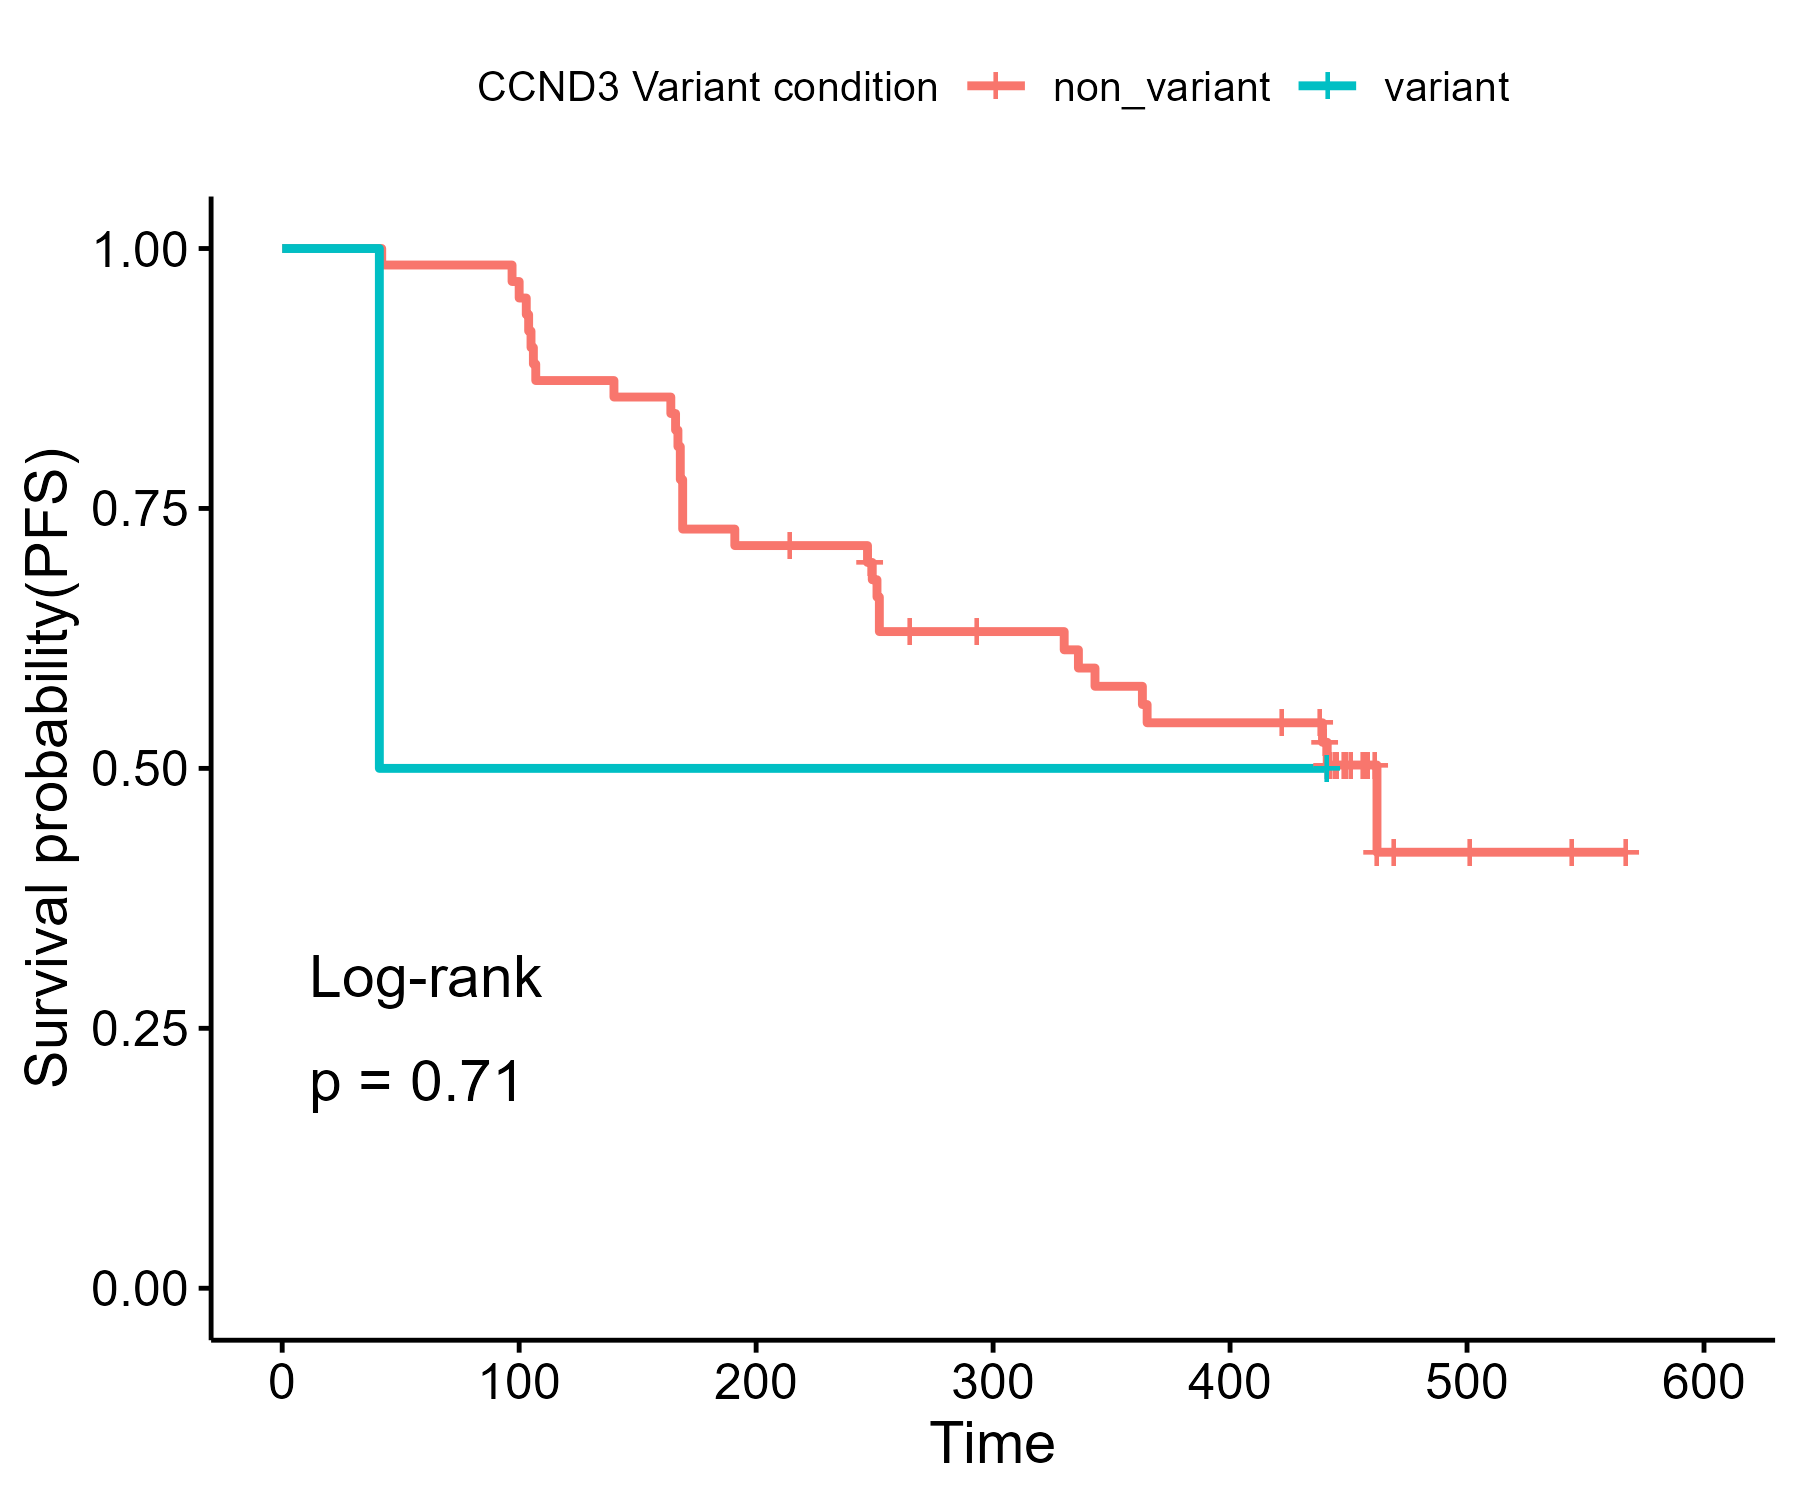 CCND3 Variant condition non_variant variant
1.00
0.75
0.50
0.25
0.00
Survival probability(PFS)
Log-rank
p = 0.71
0 100 200 300 400 500 600
Time